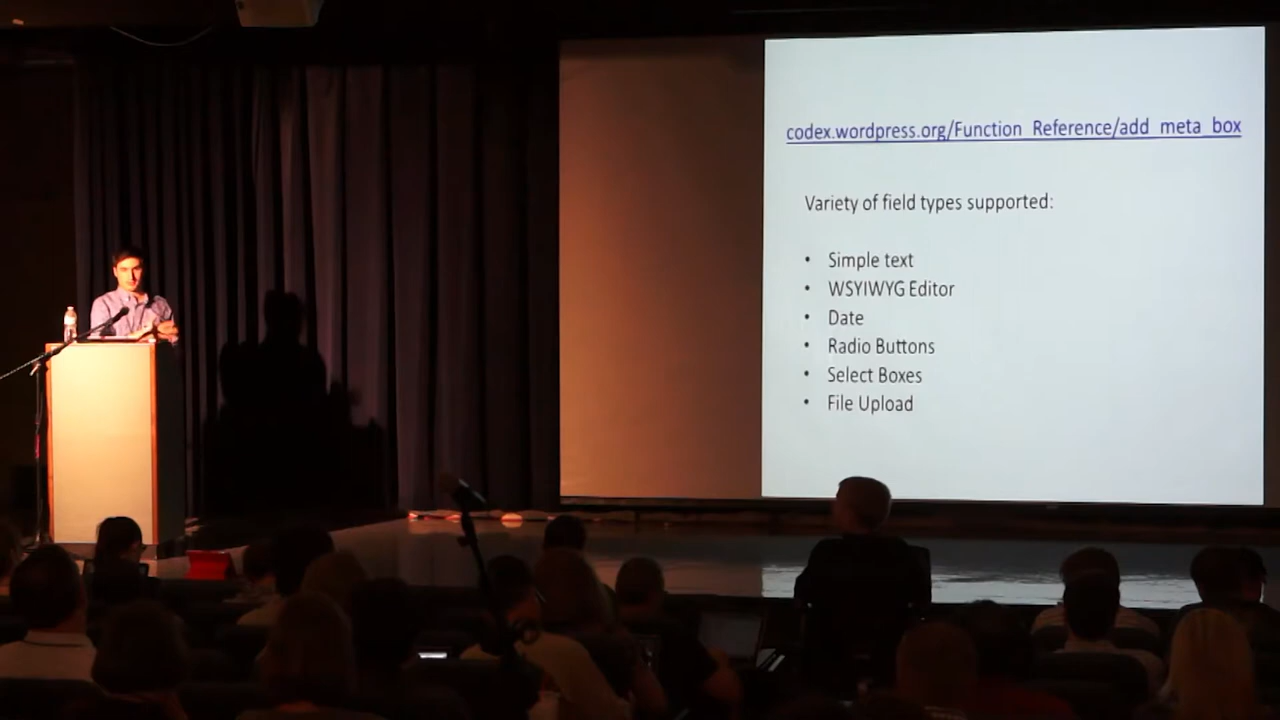 codex.wordpress.org/Function_Reference/add_meta_box
Variety of field types supported:
• Simple text
• WSYIWYG Editor
• Date
• Radio Buttons
• Select Boxes
• File Upload